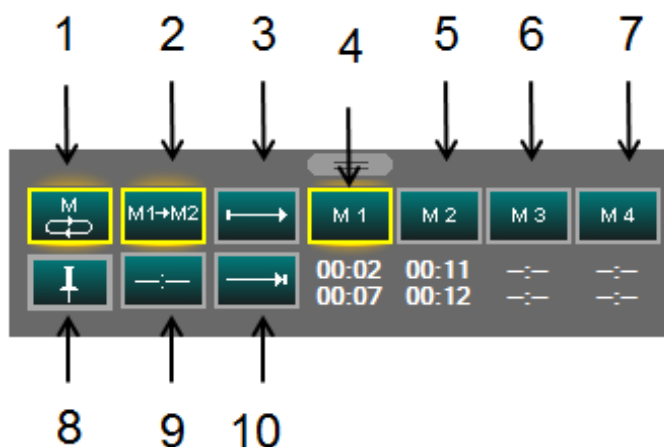 1 2 3 4 5 6 7
M M1→M2 M 1 M 2 M 3 M 4
00:02 00:11 --:-- --:--
--:-- 00:07 00:12 --:-- --:--
8 9 10